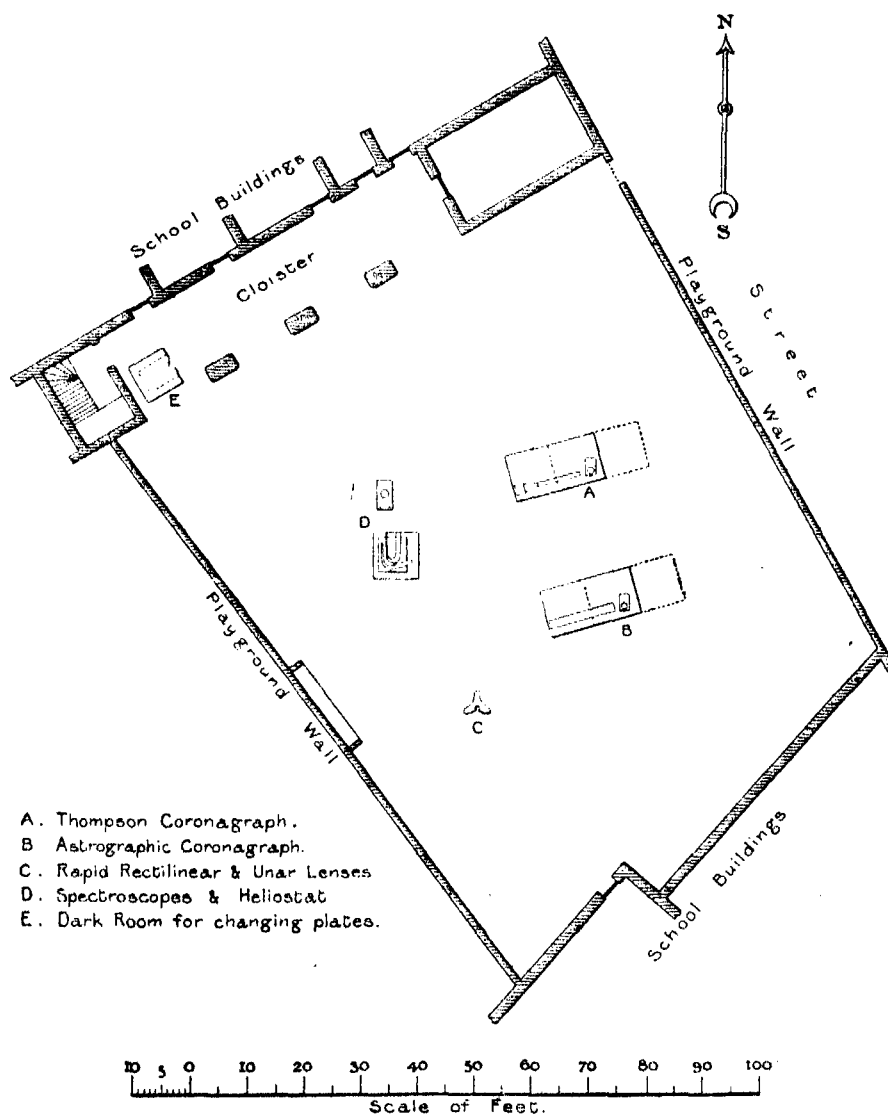 N
S
School Buildings
Cloister
Street
Playground Wall
E
A
D
B
Playground Wall
C
A. Thompson Coronagraph.
B Astrographic Coronagraph.
C. Rapid Rectilinear & Unar Lenses
D. Spectroscopes & Heliostat
E. Dark Room for changing plates.
School Buildings
10 5 0 10 20 30 40 50 60 70 80 90 100
Scale of Feet.